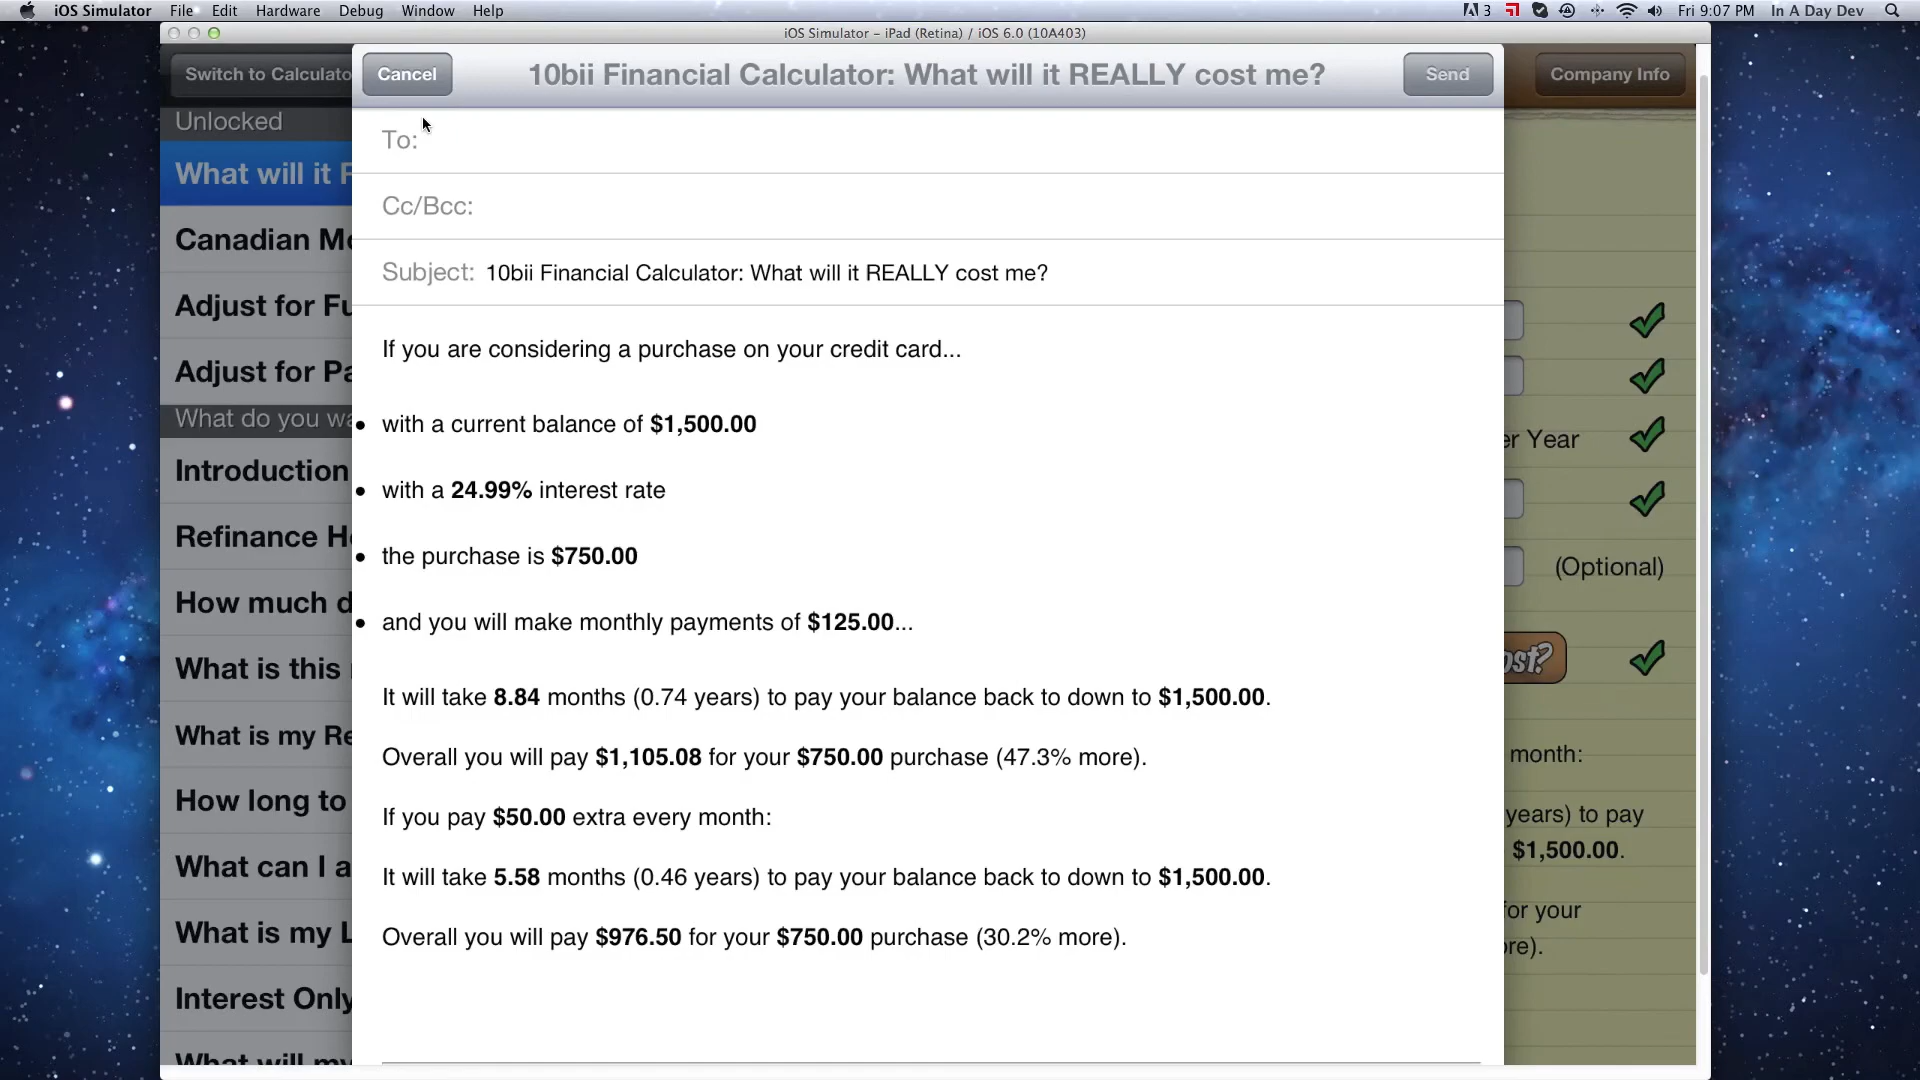 iOS Simulator File Edit Hardware Debug Window Help 3 Fri 9:07 PM In A Day Dev
iOS Simulator – iPad (Retina) / iOS 6.0 (10A403)
Switch to Calculato
Cancel
10bii Financial Calculator: What will it REALLY cost me?
Send
Company Info
Unlocked
What will it
Canadian Mo
Adjust for Fu
Adjust for Pa
What do you wa
Introduction
Refinance H
How much d
What is this
What is my Re
How long to
What can I a
What is my L
Interest Only
What will my
To:
Cc/Bcc:
Subject: 10bii Financial Calculator: What will it REALLY cost me?
If you are considering a purchase on your credit card...
• with a current balance of $1,500.00
• with a 24.99% interest rate
• the purchase is $750.00
• and you will make monthly payments of $125.00...
It will take 8.84 months (0.74 years) to pay your balance back to down to $1,500.00.
Overall you will pay $1,105.08 for your $750.00 purchase (47.3% more).
If you pay $50.00 extra every month:
It will take 5.58 months (0.46 years) to pay your balance back to down to $1,500.00.
Overall you will pay $976.50 for your $750.00 purchase (30.2% more).
er Year
(Optional)
ost?
month:
years) to pay
$1,500.00.
for your
re).